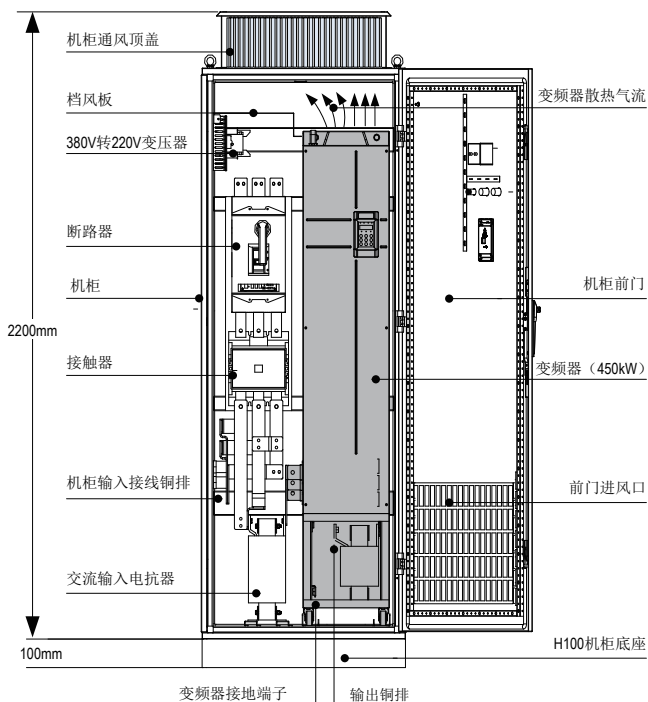 机柜通风顶盖
档风板
变频器散热气流
380V转220V变压器
断路器
机柜
机柜前门
2200mm
接触器
变频器（450kW）
机柜输入接线铜排
前门进风口
交流输入电抗器
100mm
H100机柜底座
变频器接地端子
输出铜排